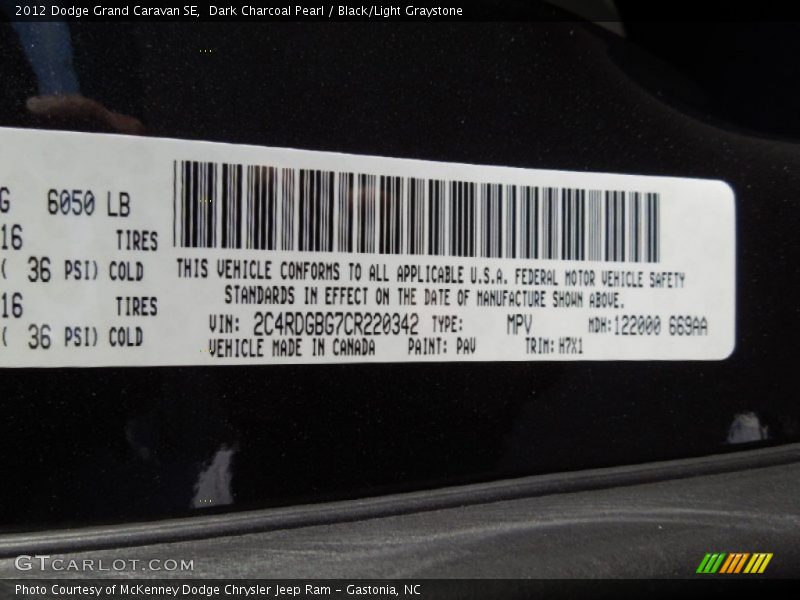 2012 Dodge Grand Caravan SE, Dark Charcoal Pearl / Black/Light Graystone
G 6050 LB
16 TIRES
( 36 PSI) COLD
16 TIRES
( 36 PSI) COLD
THIS VEHICLE CONFORMS TO ALL APPLICABLE U.S.A. FEDERAL MOTOR VEHICLE SAFETY
STANDARDS IN EFFECT ON THE DATE OF MANUFACTURE SHOWN ABOVE.
VIN: 2C4RDGBG7CR220342 TYPE: MPV MDH:122000 669AA
VEHICLE MADE IN CANADA PAINT: PAV TRIM: H7X1
GTCARLOT.COM
Photo Courtesy of McKenney Dodge Chrysler Jeep Ram – Gastonia, NC